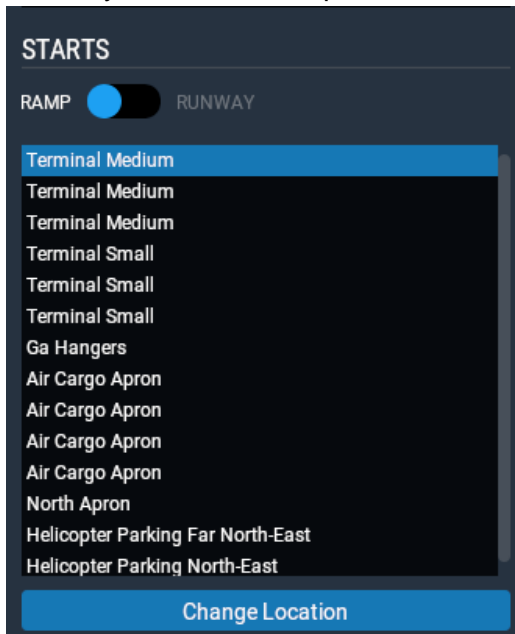 STARTS
RAMP RUNWAY
Terminal Medium
Terminal Medium
Terminal Medium
Terminal Small
Terminal Small
Terminal Small
Ga Hangers
Air Cargo Apron
Air Cargo Apron
Air Cargo Apron
Air Cargo Apron
North Apron
Helicopter Parking Far North-East
Helicopter Parking North-East
Change Location